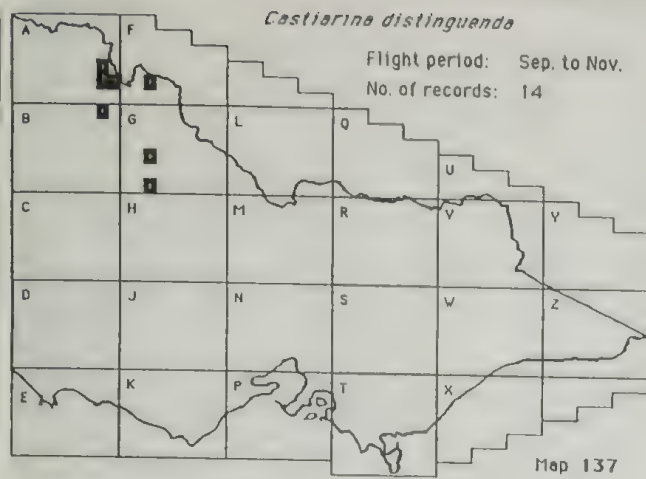 Castiarina distinguenda
Flight period: Sep. to Nov.
No. of records: 14
A F
B G L Q
U
C H M R V Y
D J N S W Z
E K P T X
Map 137